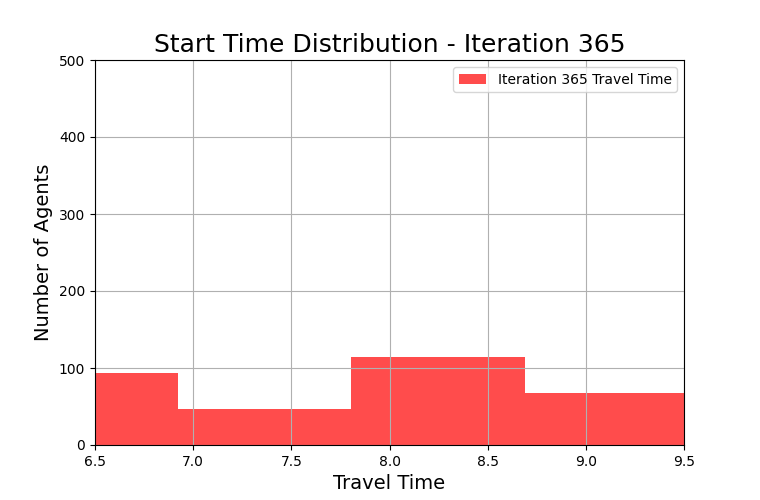 Start Time Distribution - Iteration 365
Iteration 365 Travel Time
Number of Agents
500
400
300
200
100
0
6.5 7.0 7.5 8.0 8.5 9.0 9.5
Travel Time